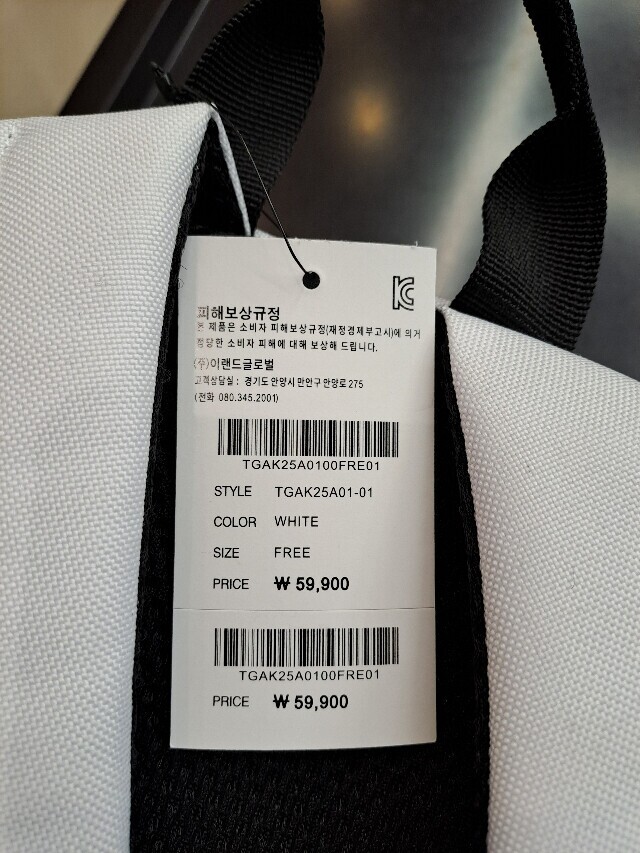 피해보상규정
본 제품은 소비자 피해보상규정(재정경제부고시)에 의거
정당한 소비자 피해에 대해 보상해 드립니다.
(주)이랜드글로벌
고객상담실 : 경기도 안양시 만안구 안양로 275
(전화 080.345.2001)
TGAK25A0100FRE01
STYLE TGAK25A01-01
COLOR WHITE
SIZE FREE
PRICE ₩ 59,900
TGAK25A0100FRE01
PRICE ₩ 59,900